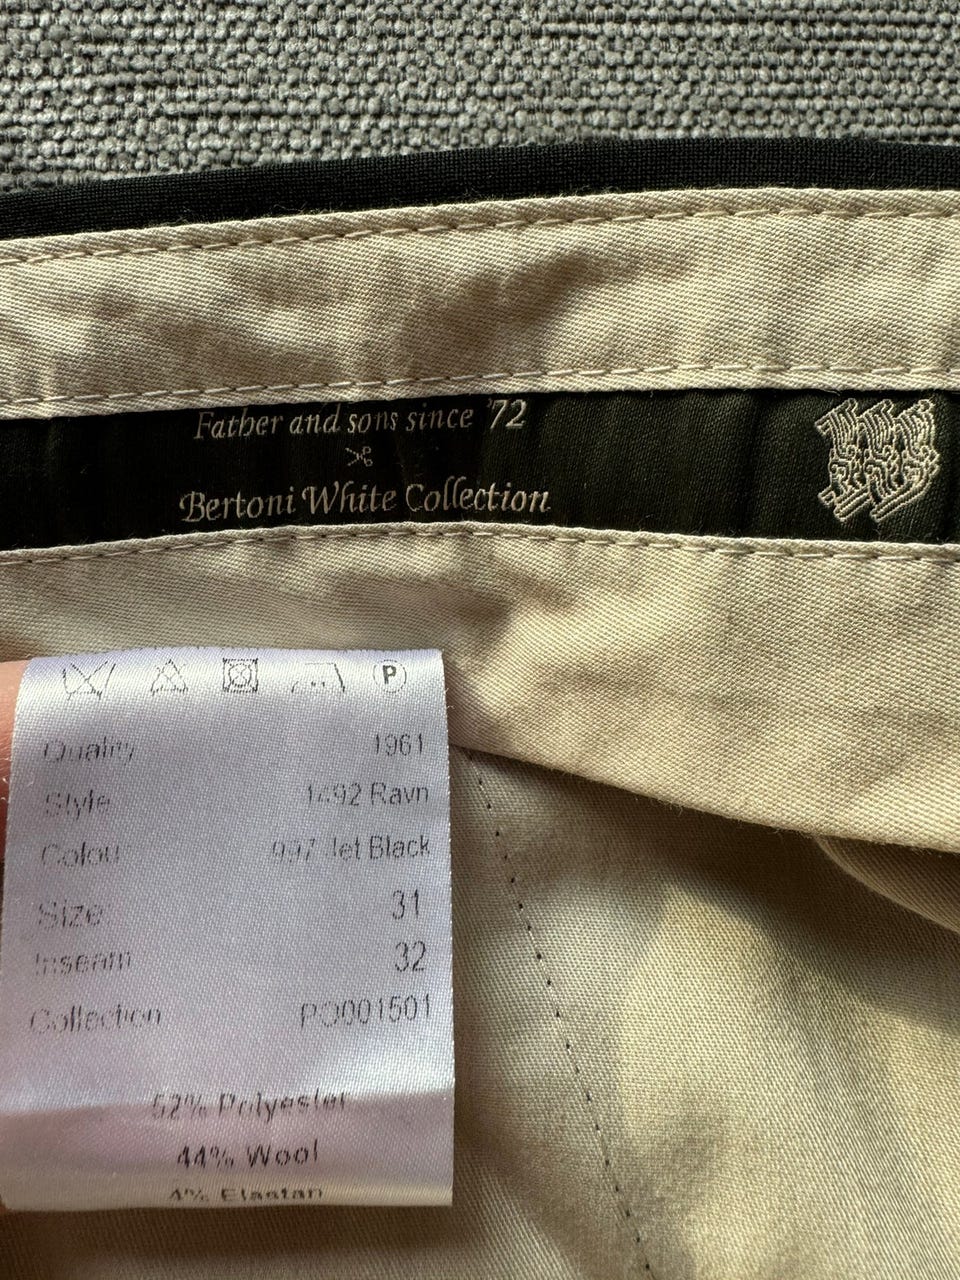 Father and sons since '72
Bertoni White Collection
P
Quality 1961
Style 1492 Ravn
Colou 997 Jet Black
Size 31
Inseam 32
Collection PO001501
52% Polyester
44% Wool
4% Elastan